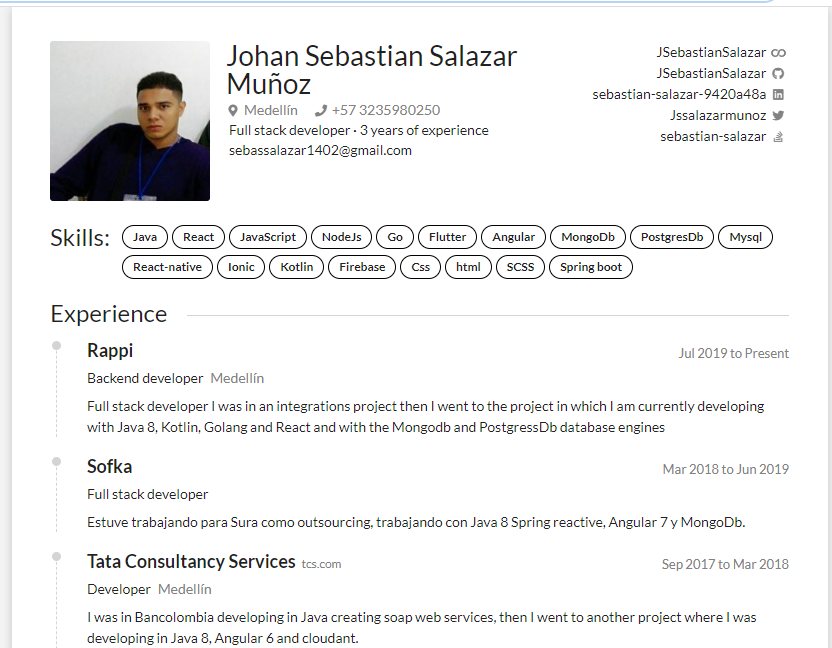 Johan Sebastian Salazar
Muñoz
Medellín +57 3235980250
Full stack developer · 3 years of experience
sebassalazar1402@gmail.com
JSebastianSalazar
JSebastianSalazar
sebastian-salazar-9420a48a
Jssalazarmunoz
sebastian-salazar
Skills: Java React JavaScript NodeJs Go Flutter Angular MongoDb PostgresDb Mysql
React-native Ionic Kotlin Firebase Css html SCSS Spring boot
Experience
Rappi Jul 2019 to Present
Backend developer Medellín
Full stack developer I was in an integrations project then I went to the project in which I am currently developing
with Java 8, Kotlin, Golang and React and with the Mongodb and PostgressDb database engines
Sofka Mar 2018 to Jun 2019
Full stack developer
Estuve trabajando para Sura como outsourcing, trabajando con Java 8 Spring reactive, Angular 7 y MongoDb.
Tata Consultancy Services tcs.com Sep 2017 to Mar 2018
Developer Medellín
I was in Bancolombia developing in Java creating soap web services, then I went to another project where I was
developing in Java 8, Angular 6 and cloudant.